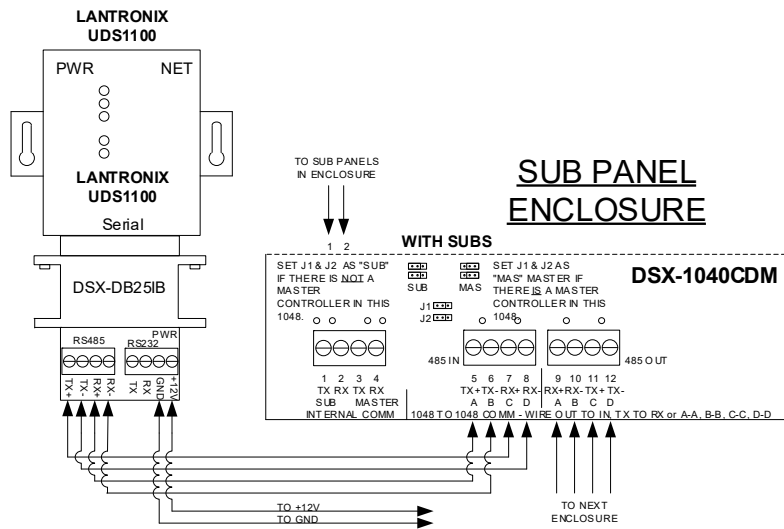 LANTRONIX
UDS1100
PWR
NET
LANTRONIX
UDS1100
Serial
DSX-DB25IB
PWR
RS485
RS232
TX+
TX-
RX+
RX-
TX
RX
GND
+12V
TO SUB PANELS
IN ENCLOSURE
SUB PANEL
ENCLOSURE
1 2
WITH SUBS
SET J1 & J2 AS "SUB"
IF THERE IS NOT A
MASTER
CONTROLLER IN THIS
1048.
SUB
MAS
J1
J2
SET J1 & J2 AS
"MAS" MASTER IF
THERE IS A MASTER
CONTROLLER IN THIS
1048.
DSX-1040CDM
485 IN
485 OUT
1 2 3 4
TX RX TX RX
SUB MASTER
INTERNAL COMM
5 6 7 8
TX+ TX- RX+ RX-
A B C D
9 10 11 12
RX+ RX- TX+ TX-
A B C D
1048 TO 1048 COMM - WIRE OUT TO IN, TX TO RX or A-A, B-B, C-C, D-D
TO +12V
TO GND
TO NEXT
ENCLOSURE